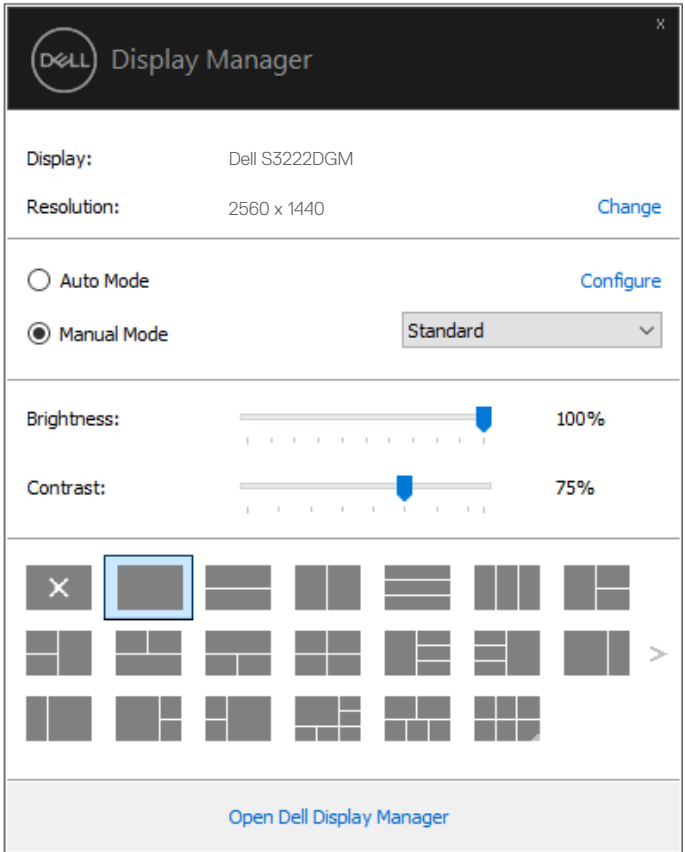 x
DELL Display Manager
Display: Dell S3222DGM
Resolution: 2560 x 1440 Change
Auto Mode Configure
Manual Mode Standard
Brightness: 100%
Contrast: 75%
Open Dell Display Manager